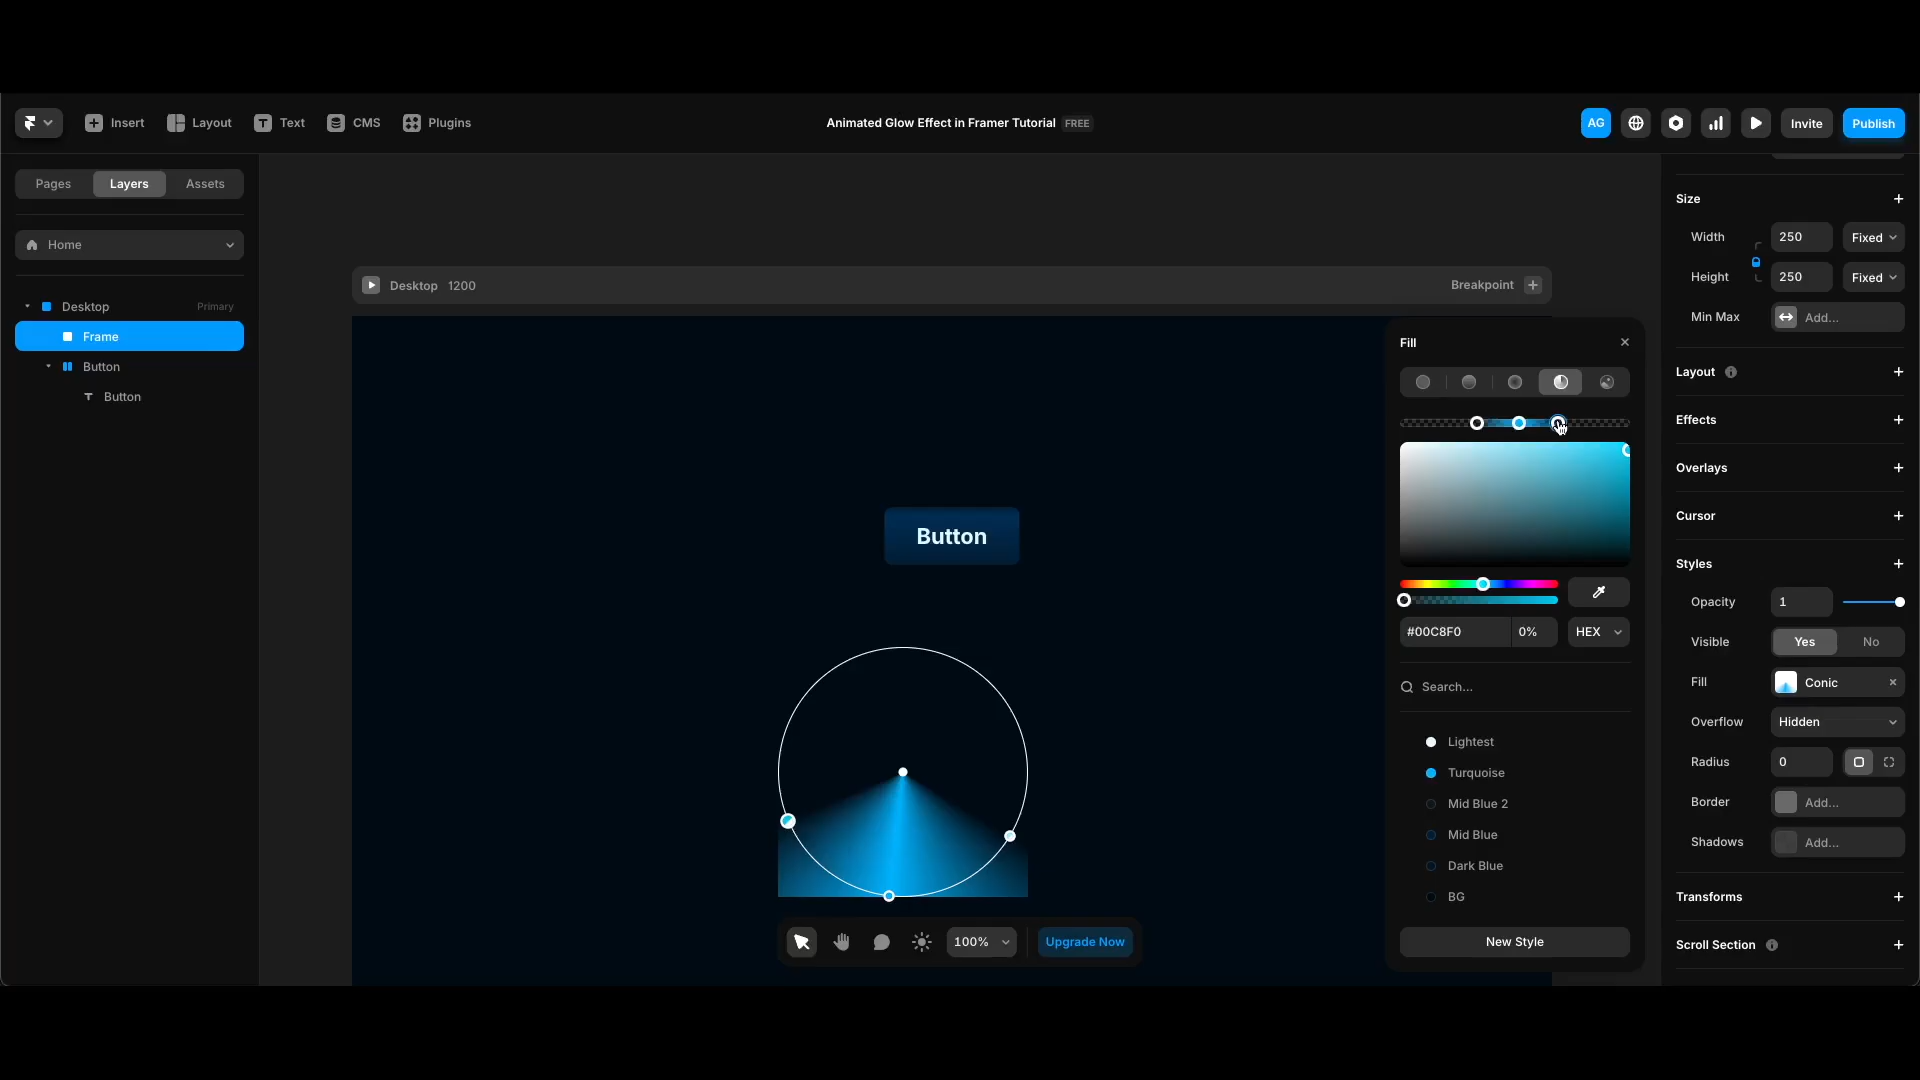 Insert
Layout
Text
CMS
Plugins
Animated Glow Effect in Framer Tutorial FREE
AG
Invite
Publish
Pages
Layers
Assets
Home
Desktop
Primary
Frame
Button
Button
Desktop 1200
Breakpoint
Button
100%
Upgrade Now
Fill
#00C8F0
0%
HEX
Search...
Lightest
Turquoise
Mid Blue 2
Mid Blue
Dark Blue
BG
New Style
Size
Width
250
Fixed
Height
250
Fixed
Min Max
Add...
Layout
Effects
Overlays
Cursor
Styles
Opacity
1
Visible
Yes
No
Fill
Conic
Overflow
Hidden
Radius
0
Border
Add...
Shadows
Add...
Transforms
Scroll Section